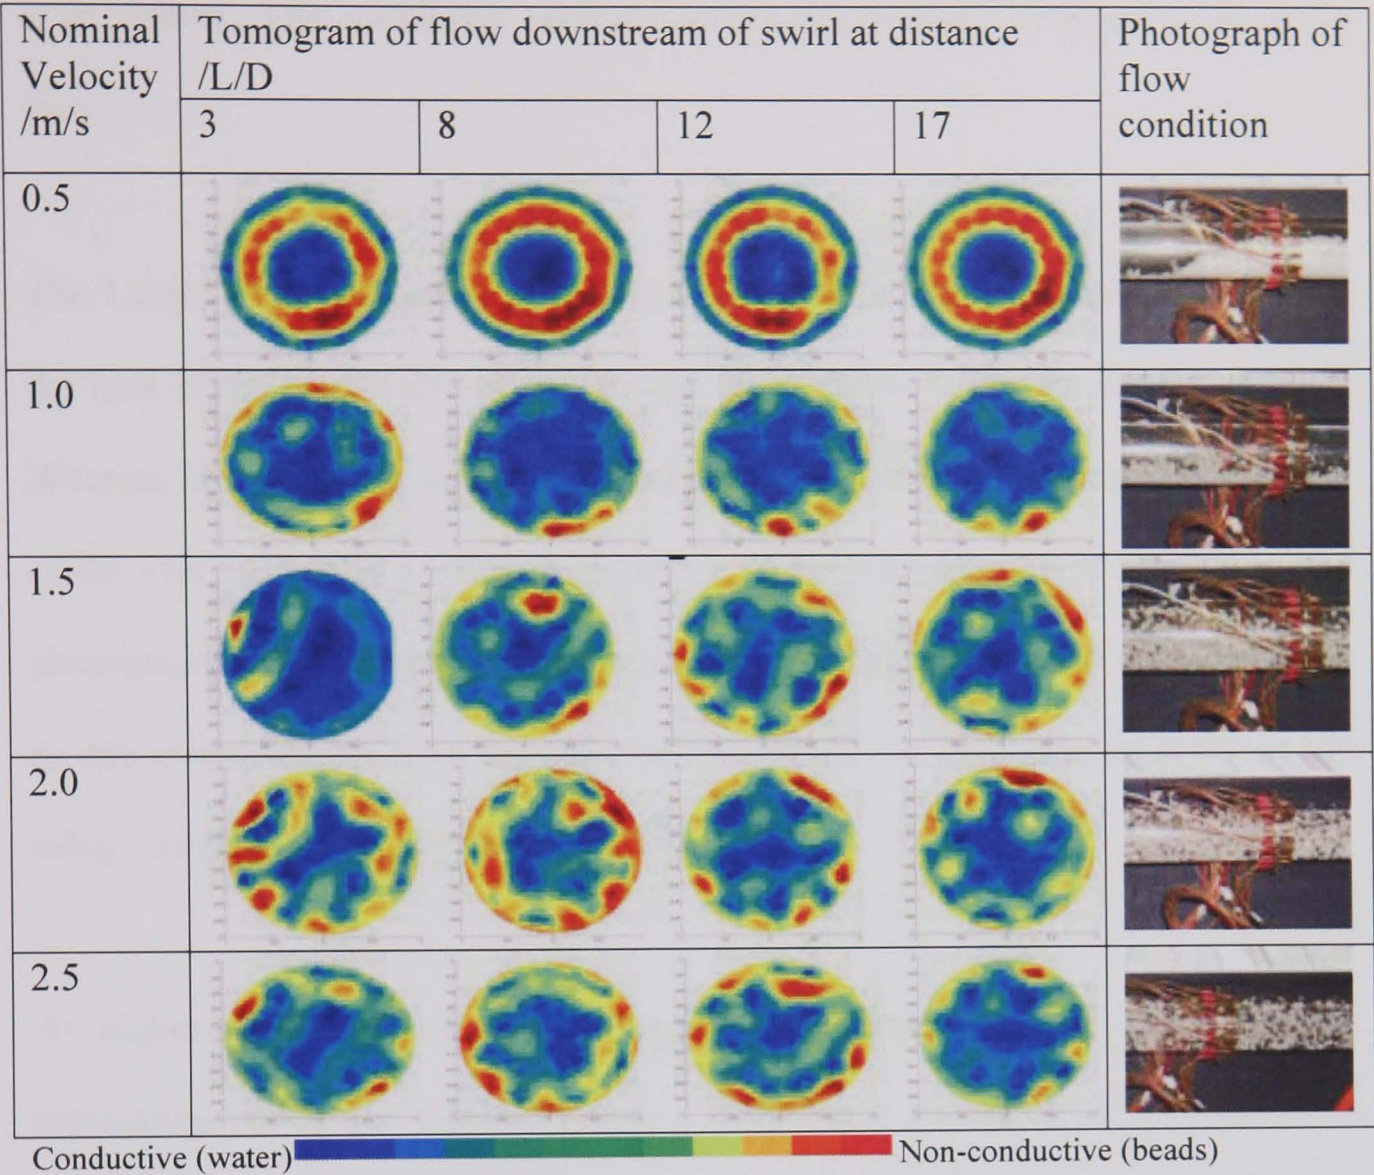 Nominal
Velocity
/m/s
Tomogram of flow downstream of swirl at distance
/L/D
Photograph of
flow
condition
3
8
12
17
0.5
1.0
1.5
2.0
2.5
Conductive (water)
Non-conductive (beads)